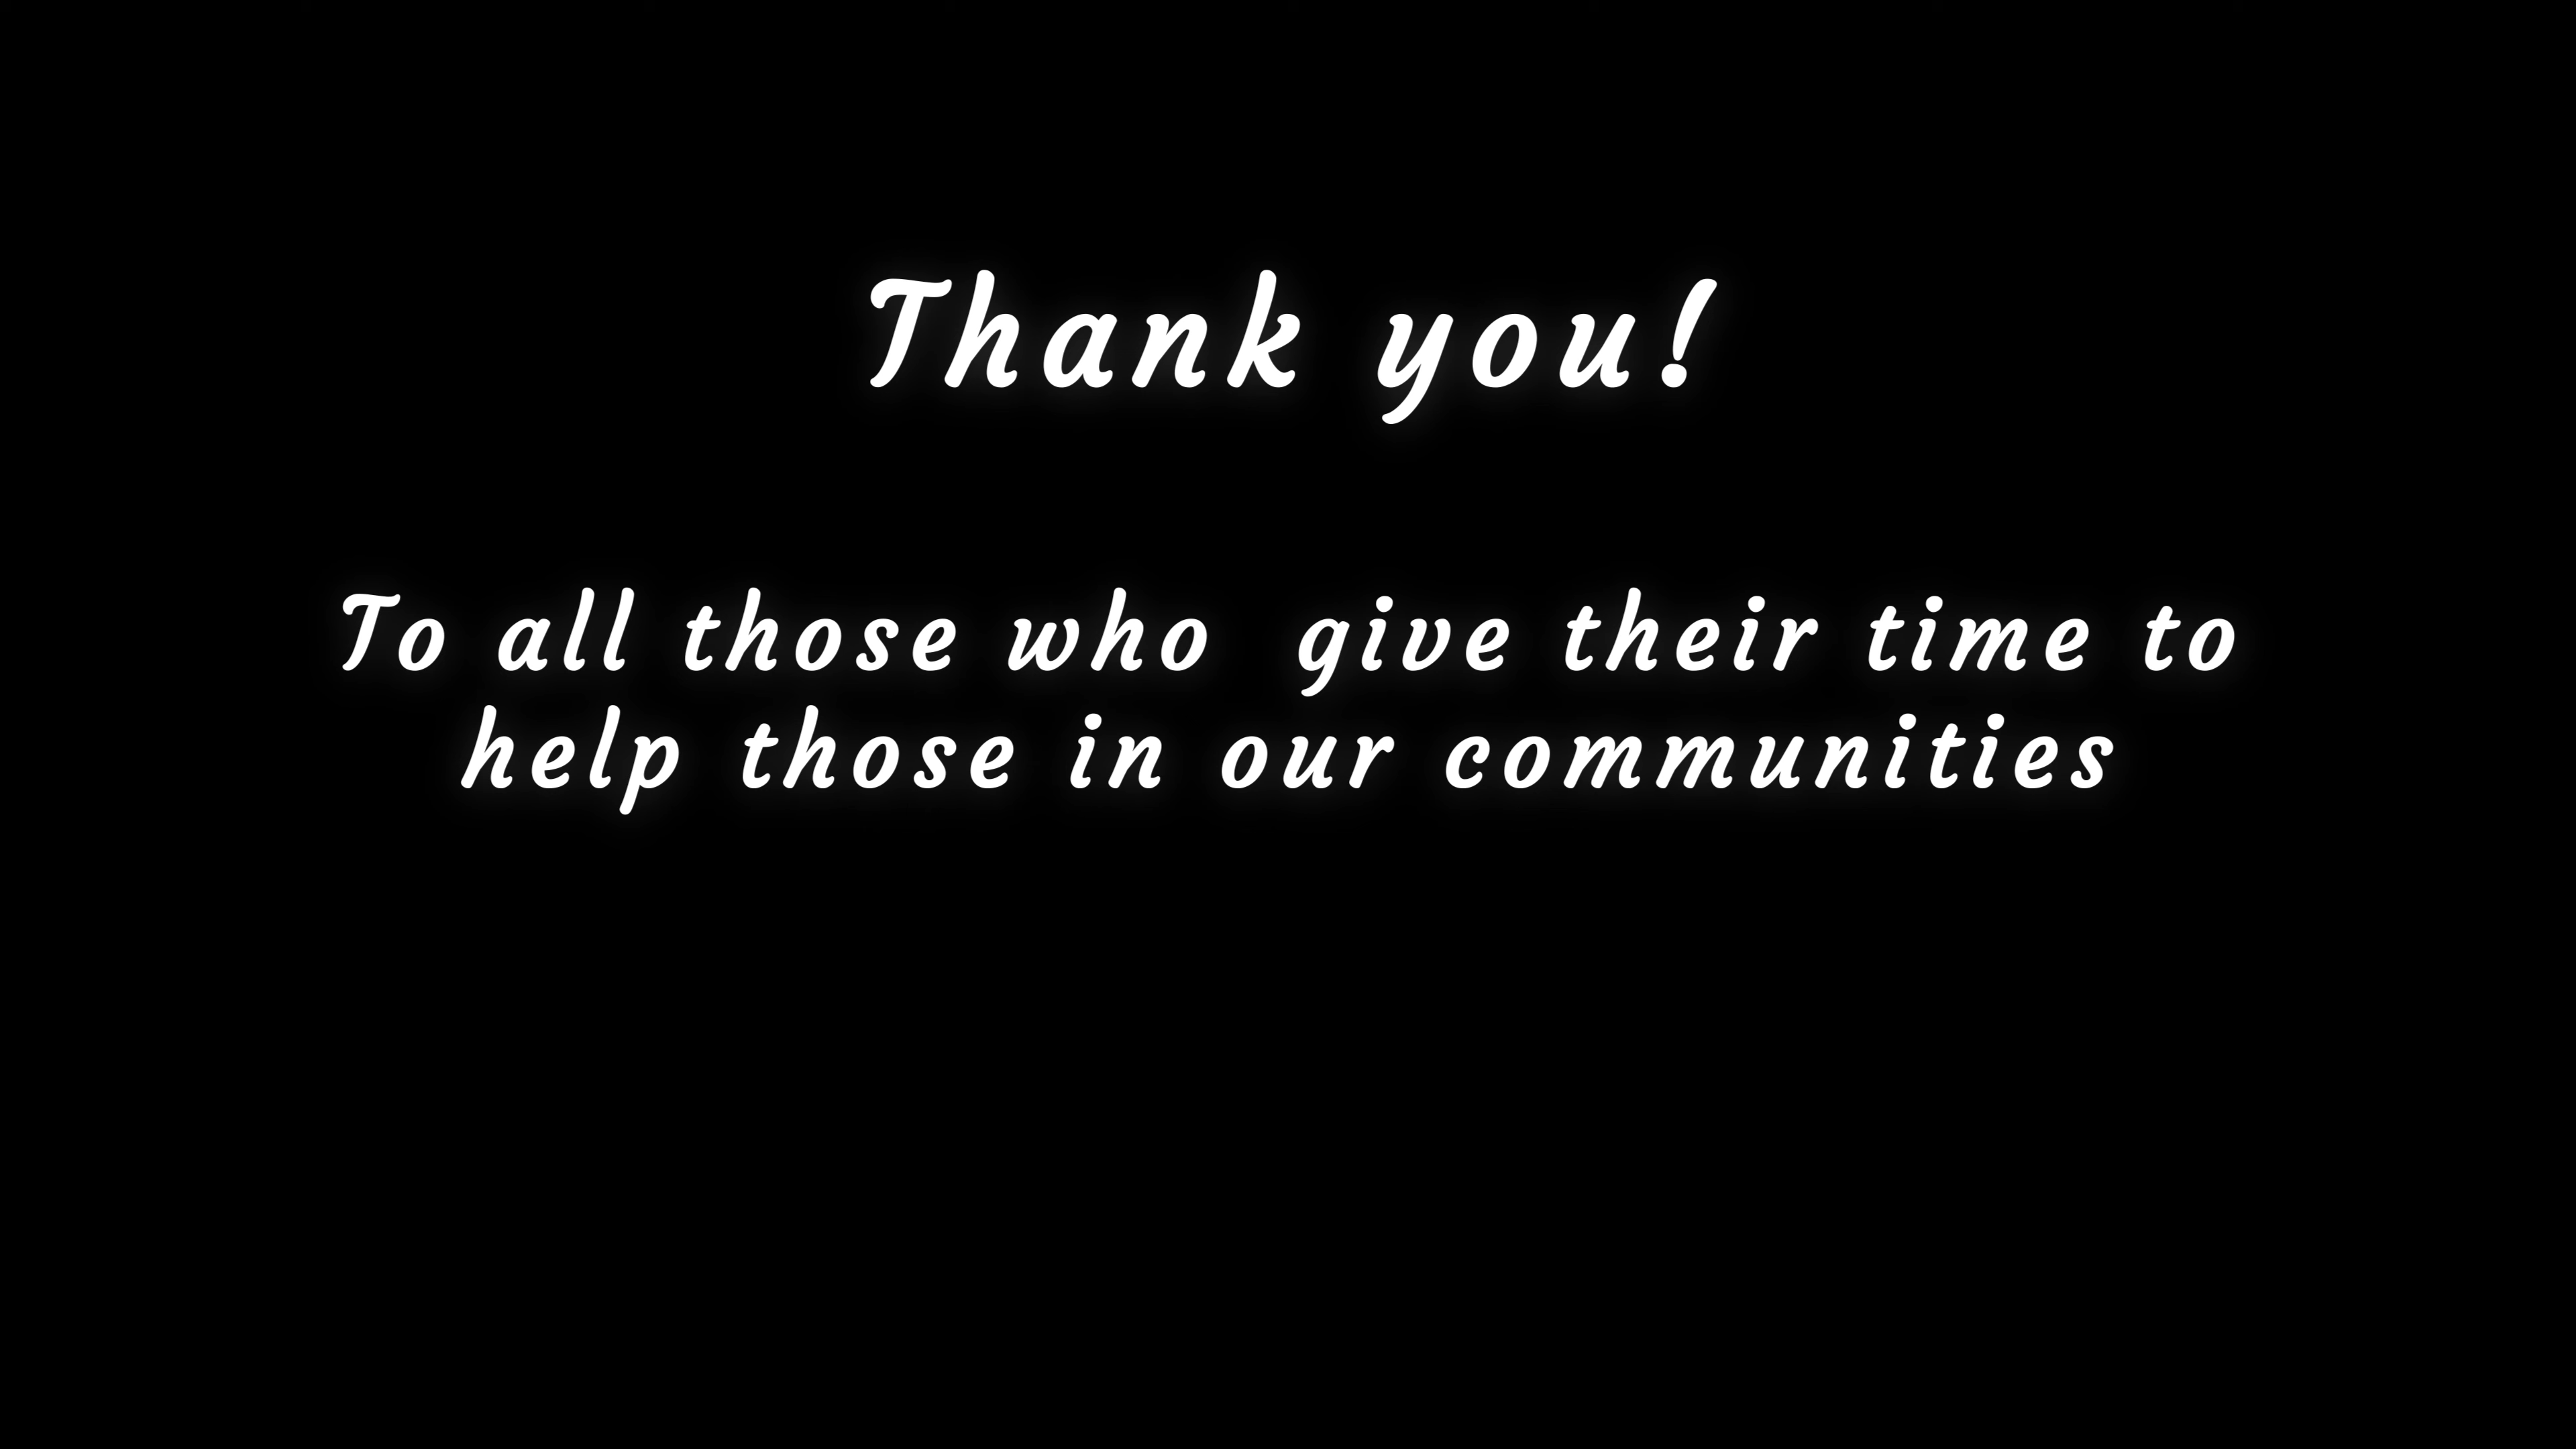 Thank you!
To all those who  give their time to
help those in our communities